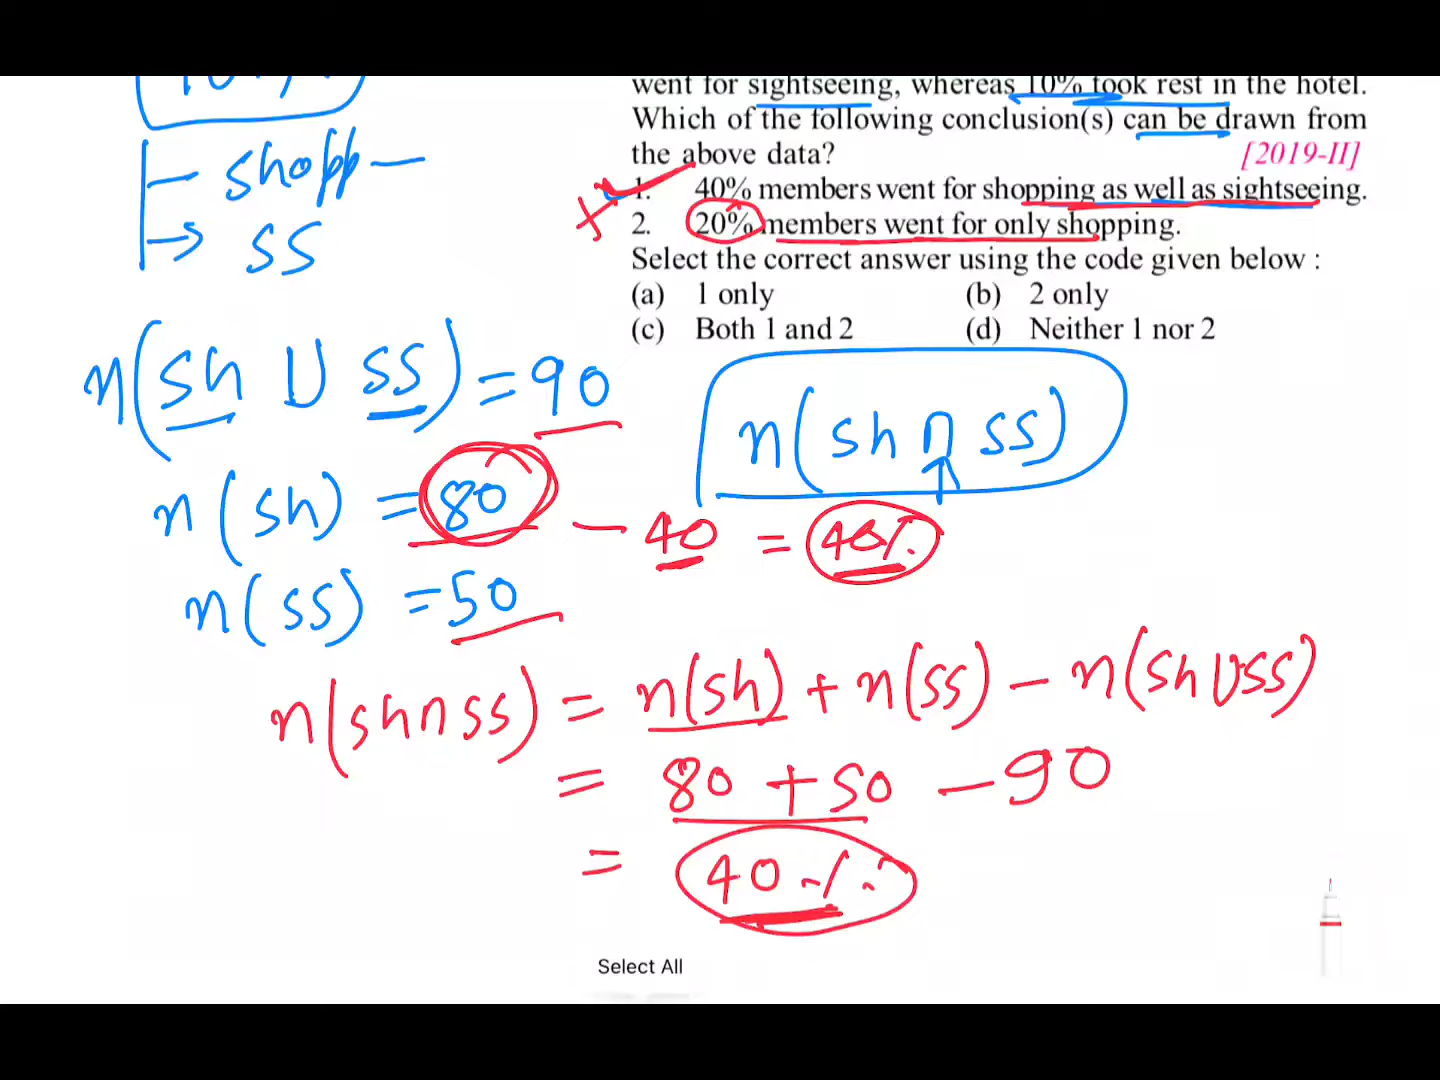 went for sightseeing, whereas 10% took rest in the hotel.
Which of the following conclusion(s) can be drawn from
the above data? [2019-II]
1. 40% members went for shopping as well as sightseeing.
2. 20% members went for only shopping.
Select the correct answer using the code given below :
(a) 1 only (b) 2 only
(c) Both 1 and 2 (d) Neither 1 nor 2
shopp
ss
n(sh ∪ ss) = 90
n(sh ∩ ss)
n(sh) = 80 - 40 = 40%
n(ss) = 50
n(sh∩ss) = n(sh) + n(ss) - n(sh∪ss)
= 80 + 50 - 90
= 40%
Select All